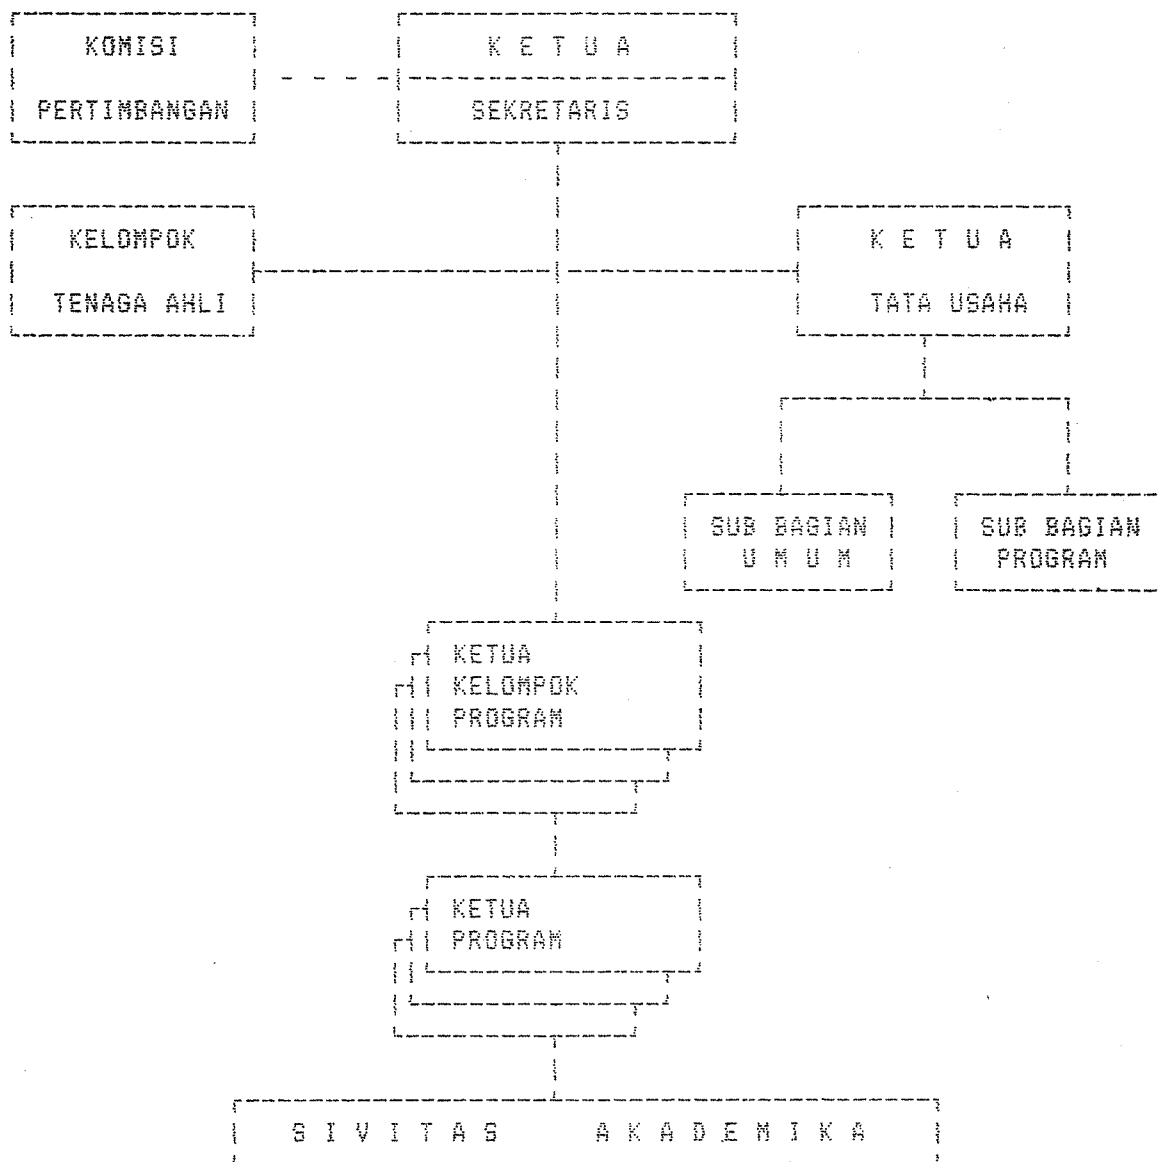 KOMISI
PERTIMBANGAN
K E T U A
SEKRETARIS
KELOMPOK
TENAGA AHLI
K E T U A
TATA USAHA
SUB BAGIAN
U M U M
SUB BAGIAN
PROGRAM
KETUA
KELOMPOK
PROGRAM
KETUA
PROGRAM
S I V I T A S A K A D E M I K A